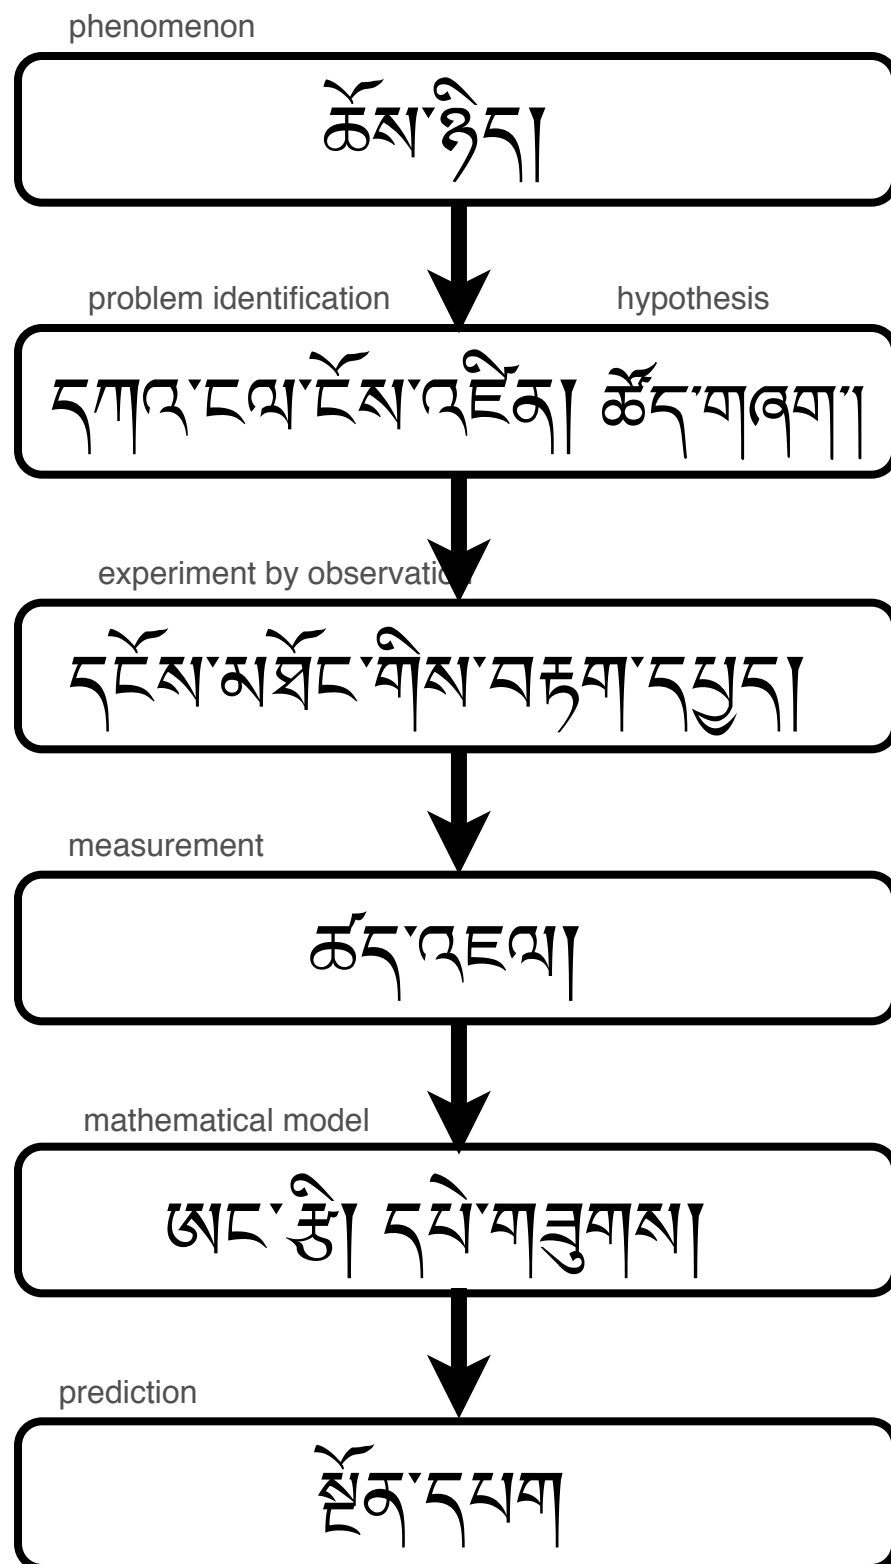 phenomenon
ཆོས་ཉིད།
problem identification hypothesis
དཀའ་ངལ་ངོས་འཛིན། ཚོད་གཞག།
experiment by observation
དངོས་མཐོང་གིས་བརྟག་དཔྱད།
measurement
ཚད་འཇལ།
mathematical model
ཨང་རྩི། དཔེ་གཟུགས།
prediction
སྔོན་དཔག